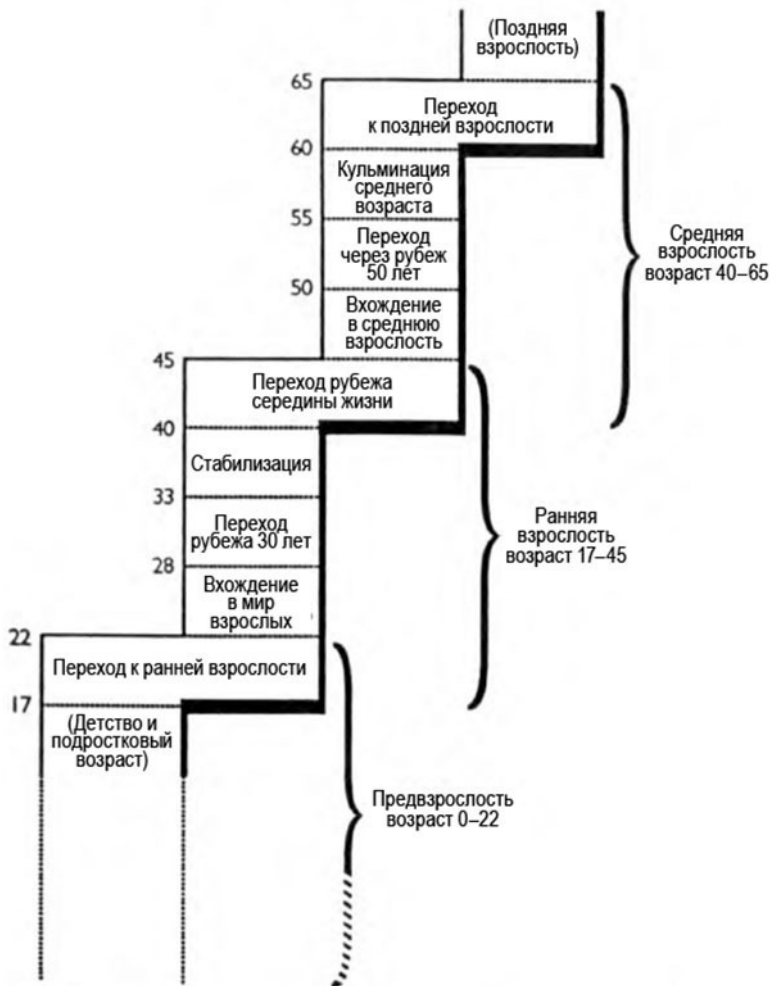 (Поздняя
взрослость)
65
Переход
к поздней взрослости
60
Кульминация
среднего
возраста
55
Переход
через рубеж
50 лет
50
Вхождение
в среднюю
взрослость
Средняя
взрослость
возраст 40–65
45
Переход рубежа
середины жизни
40
Стабилизация
33
Переход
рубежа 30 лет
28
Вхождение
в мир
взрослых
Ранняя
взрослость
возраст 17–45
22
Переход к ранней взрослости
17
(Детство и
подростковый
возраст)
Предвзрослость
возраст 0–22